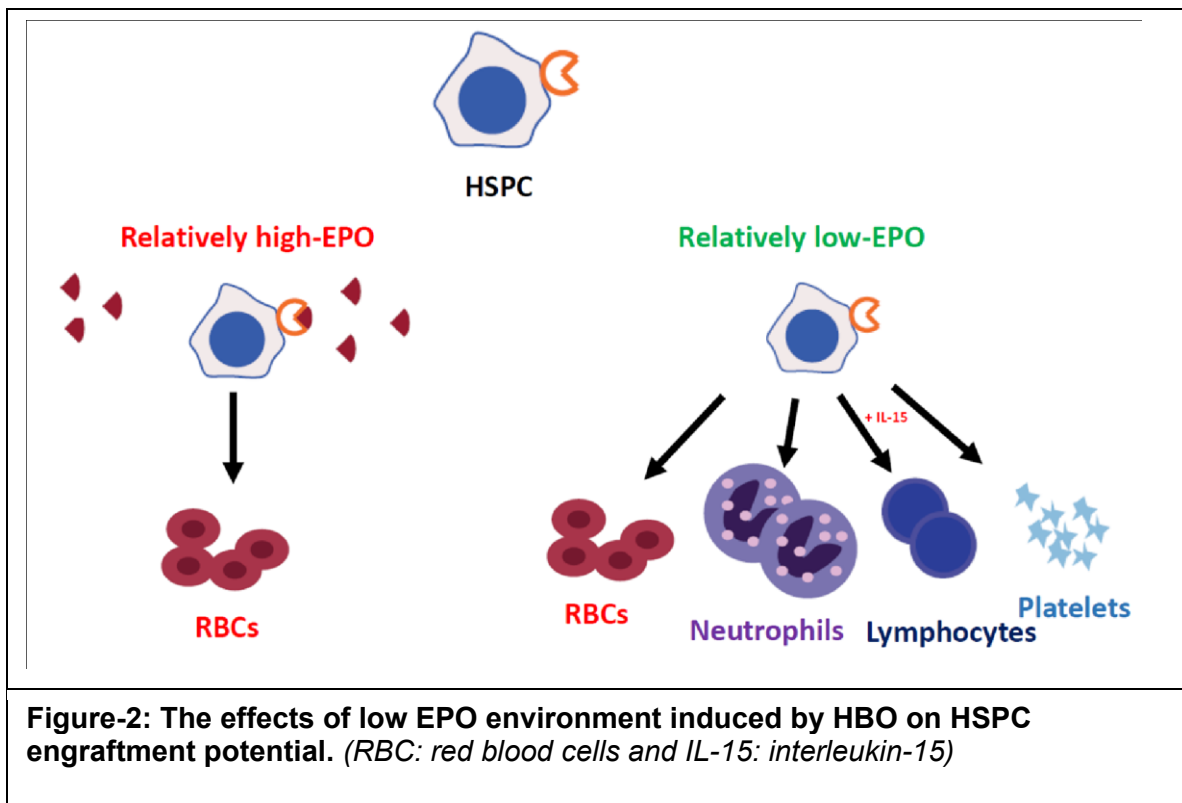 HSPC
Relatively high-EPO
Relatively low-EPO
+ IL-15
RBCs
RBCs
Neutrophils
Lymphocytes
Platelets
Figure-2: The effects of low EPO environment induced by HBO on HSPC
engraftment potential. (RBC: red blood cells and IL-15: interleukin-15)